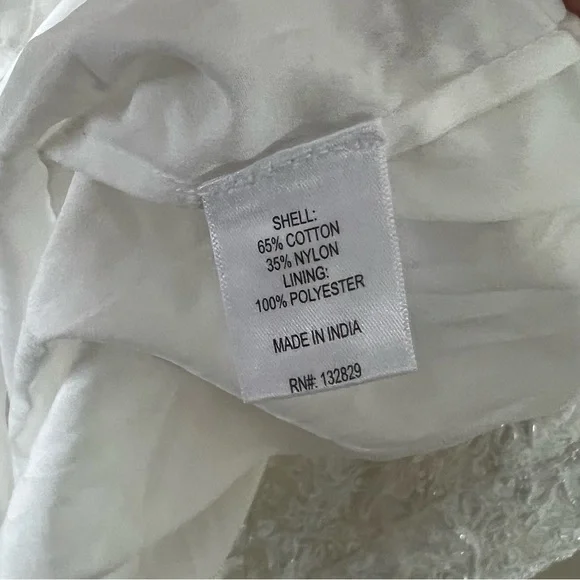 SHELL:
65% COTTON
35% NYLON
LINING:
100% POLYESTER
MADE IN INDIA
RN#: 132829